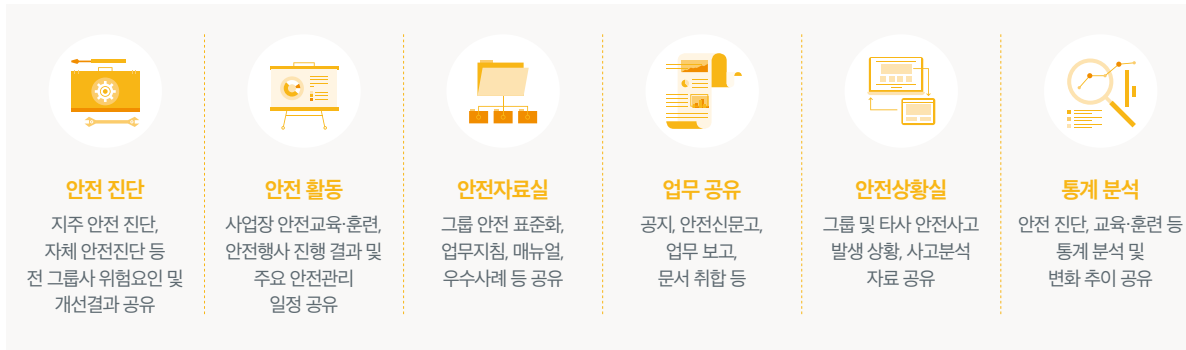 안전 진단
지주 안전 진단,
자체 안전진단 등
전 그룹사 위험요인 및
개선결과 공유
안전 활동
사업장 안전교육·훈련,
안전행사 진행 결과 및
주요 안전관리
일정 공유
안전자료실
그룹 안전 표준화,
업무지침, 매뉴얼,
우수사례 등 공유
업무 공유
공지, 안전신문고,
업무 보고,
문서 취합 등
안전상황실
그룹 및 타사 안전사고
발생 상황, 사고분석
자료 공유
통계 분석
안전 진단, 교육·훈련 등
통계 분석 및
변화 추이 공유